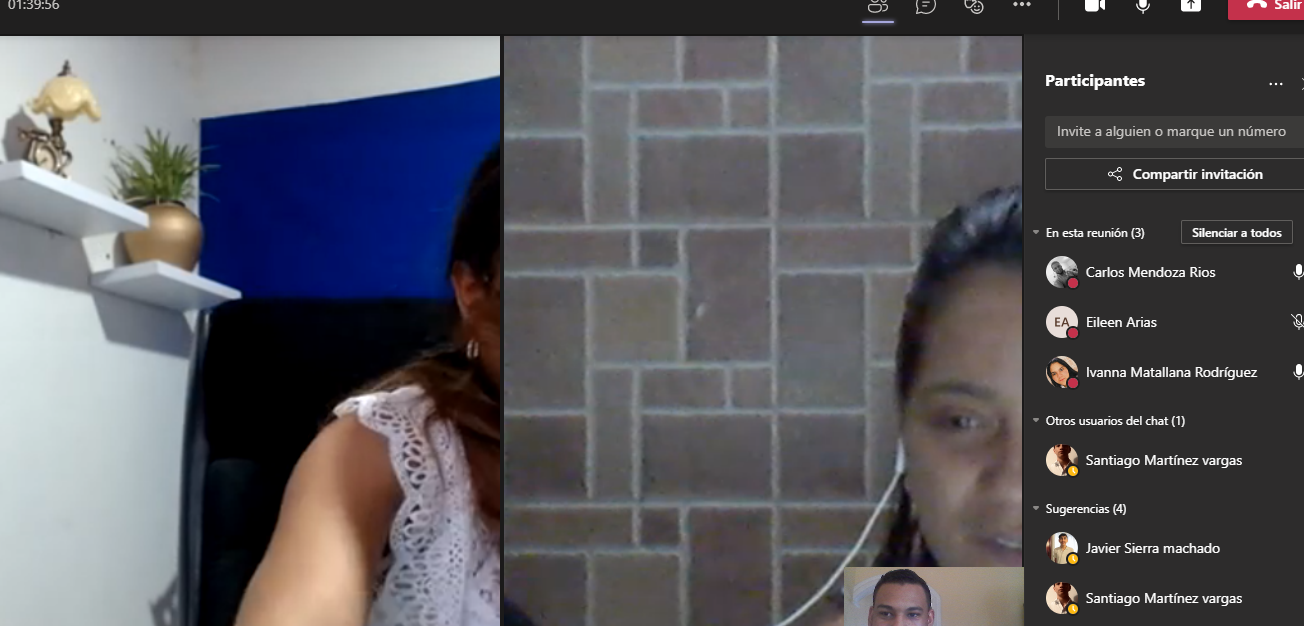 01:39:56
Salir
Participantes
Invite a alguien o marque un número
Compartir invitación
En esta reunión (3)
Silenciar a todos
Carlos Mendoza Rios
EA
Eileen Arias
Ivanna Matallana Rodríguez
Otros usuarios del chat (1)
Santiago Martínez vargas
Sugerencias (4)
Javier Sierra machado
Santiago Martínez vargas